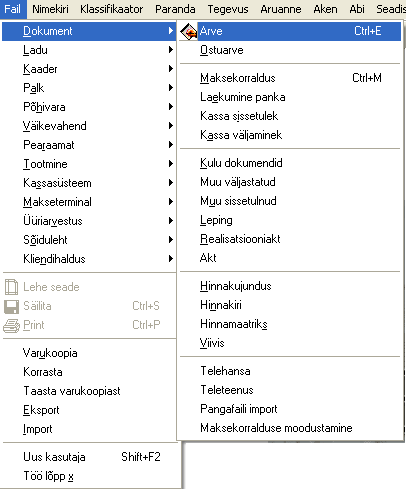 Fail Nimekiri Klassifikaator Paranda Tegevus Aruanne Aken Abi Seadis
Dokument
Ladu
Kaader
Palk
Põhivara
Väikevahend
Pearaamat
Tootmine
Kassasüsteem
Makseterminal
Üüriarvestus
Sõiduleht
Kliendihaldus
Lehe seade
Säilita Ctrl+S
Print Ctrl+P
Varukoopia
Korrasta
Taasta varukoopiast
Eksport
Import
Uus kasutaja Shift+F2
Töö lõpp x
Arve Ctrl+E
Ostuarve
Maksekorraldus Ctrl+M
Laekumine panka
Kassa sissetulek
Kassa väljaminek
Kulu dokumendid
Muu väljastatud
Muu sissetulnud
Leping
Realisatsiooniakt
Akt
Hinnakujundus
Hinnakiri
Hinnamaatriks
Viivis
Telehansa
Teleteenus
Pangafaili import
Maksekorralduse moodustamine